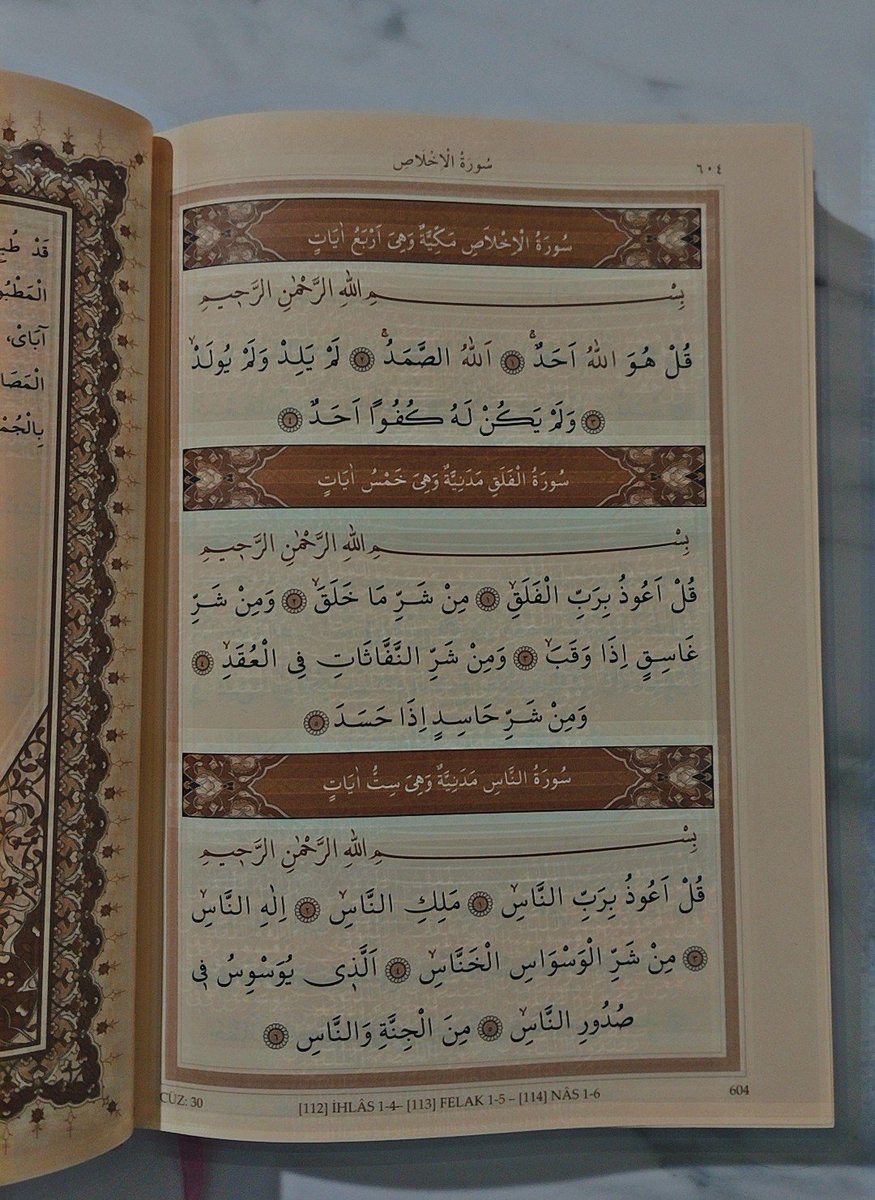 سُورَةُ الْاِخْلَاصِ
٦٠٤
سُورَةُ الْاِخْلَاصِ مَكِّيَّةٌ وَهِىَ اَرْبَعُ اٰيَاتٍ
بِسْمِ اللّٰهِ الرَّحْمٰنِ الرَّحٖيمِ
قُلْ هُوَ اللّٰهُ اَحَدٌۚ ﴿١﴾ اَللّٰهُ الصَّمَدُۚ ﴿٢﴾ لَمْ يَلِدْ وَلَمْ يُولَدْۙ
﴿٣﴾ وَلَمْ يَكُنْ لَهُ كُفُوًا اَحَدٌ ﴿٤﴾
سُورَةُ الْفَلَقِ مَدَنِيَّةٌ وَهِىَ خَمْسُ اٰيَاتٍ
بِسْمِ اللّٰهِ الرَّحْمٰنِ الرَّحٖيمِ
قُلْ اَعُوذُ بِرَبِّ الْفَلَقِۙ ﴿١﴾ مِنْ شَرِّ مَا خَلَقَۙ ﴿٢﴾ وَمِنْ شَرِّ
غَاسِقٍ اِذَا وَقَبَۙ ﴿٣﴾ وَمِنْ شَرِّ النَّفَّاثَاتِ فِى الْعُقَدِۙ ﴿٤﴾
وَمِنْ شَرِّ حَاسِدٍ اِذَا حَسَدَ ﴿٥﴾
سُورَةُ النَّاسِ مَدَنِيَّةٌ وَهِىَ سِتُّ اٰيَاتٍ
بِسْمِ اللّٰهِ الرَّحْمٰنِ الرَّحٖيمِ
قُلْ اَعُوذُ بِرَبِّ النَّاسِۙ ﴿١﴾ مَلِكِ النَّاسِۙ ﴿٢﴾ اِلٰهِ النَّاسِۙ
﴿٣﴾ مِنْ شَرِّ الْوَسْوَاسِ الْخَنَّاسِۙ ﴿٤﴾ اَلَّذٖى يُوَسْوِسُ فٖى
صُدُورِ النَّاسِۙ ﴿٥﴾ مِنَ الْجِنَّةِ وَالنَّاسِ ﴿٦﴾
CÜZ: 30
[112] İHLÂS 1-4– [113] FELAK 1-5 – [114] NÂS 1-6
604
قَدْ
آبَادْ،